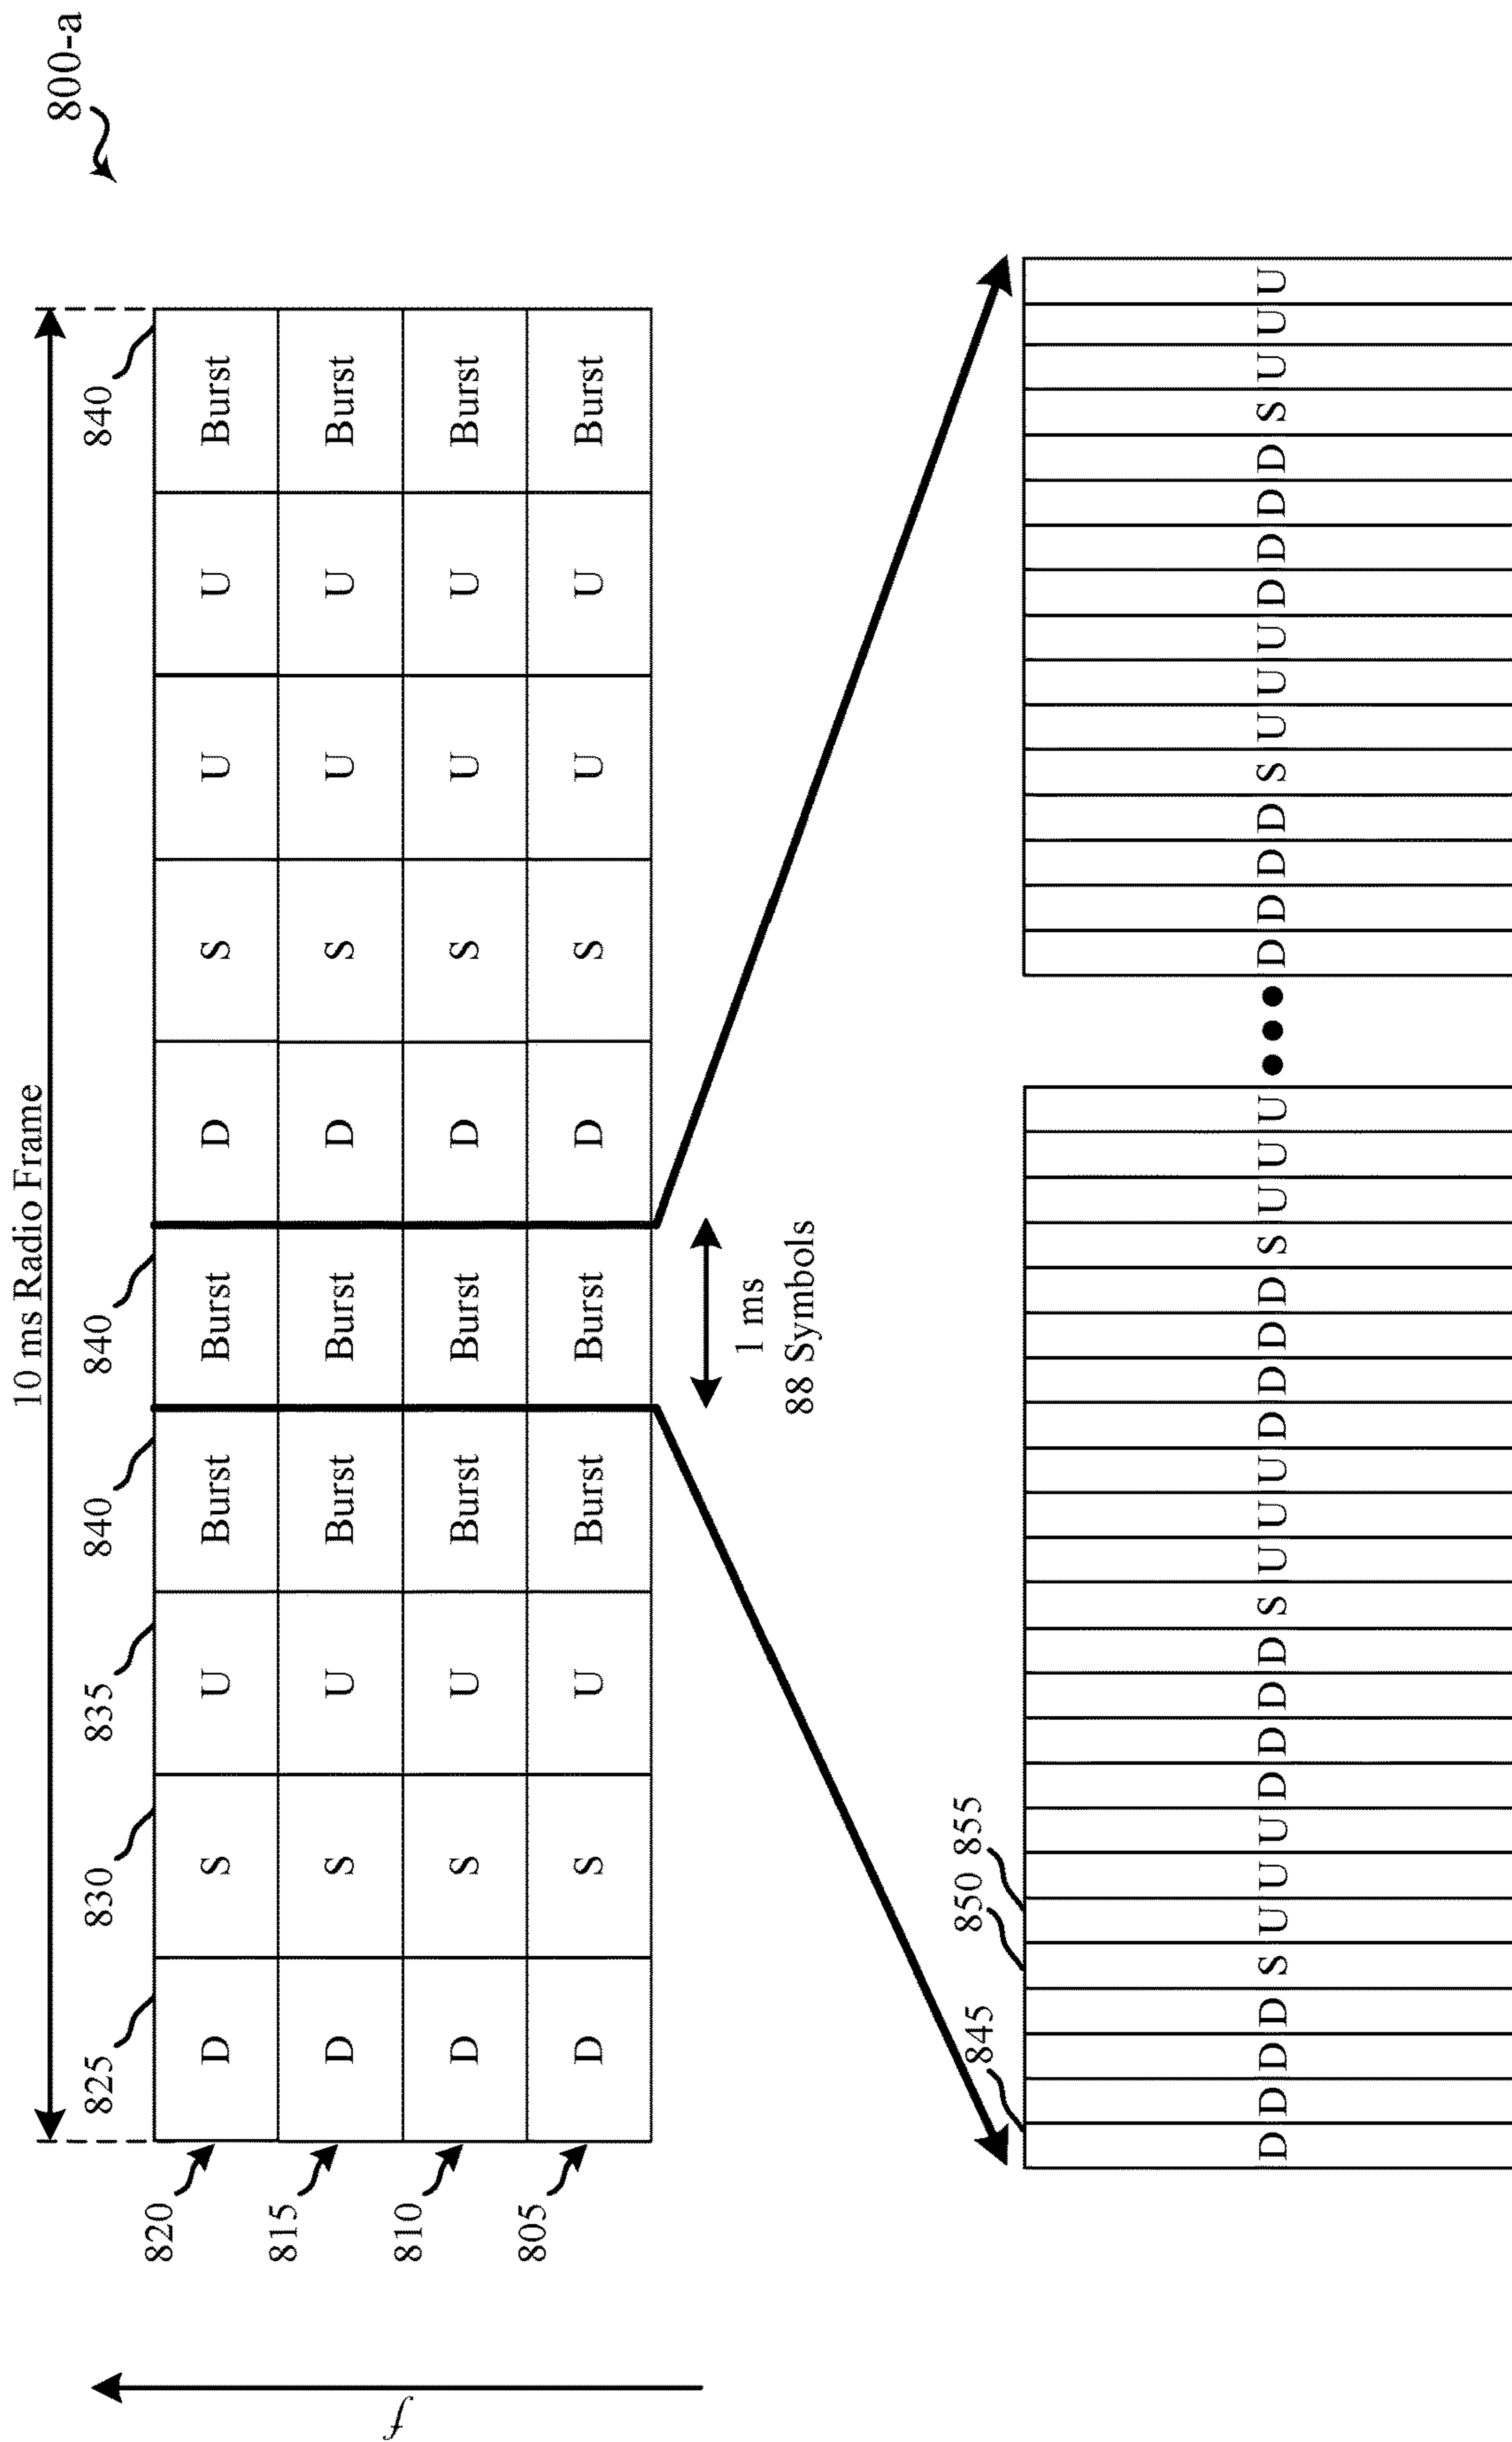 10 ms Radio Frame
800-a
825 830 835 840 840 840
820 D S U Burst Burst D S U U Burst
815 D S U Burst Burst D S U U Burst
810 D S U Burst Burst D S U U Burst
805 D S U Burst Burst D S U U Burst
f
1 ms
88 Symbols
845 850 855
D D D D S U U U D D D D S U U U D D D D S U U U D D D D S U U U D D D D S U U U